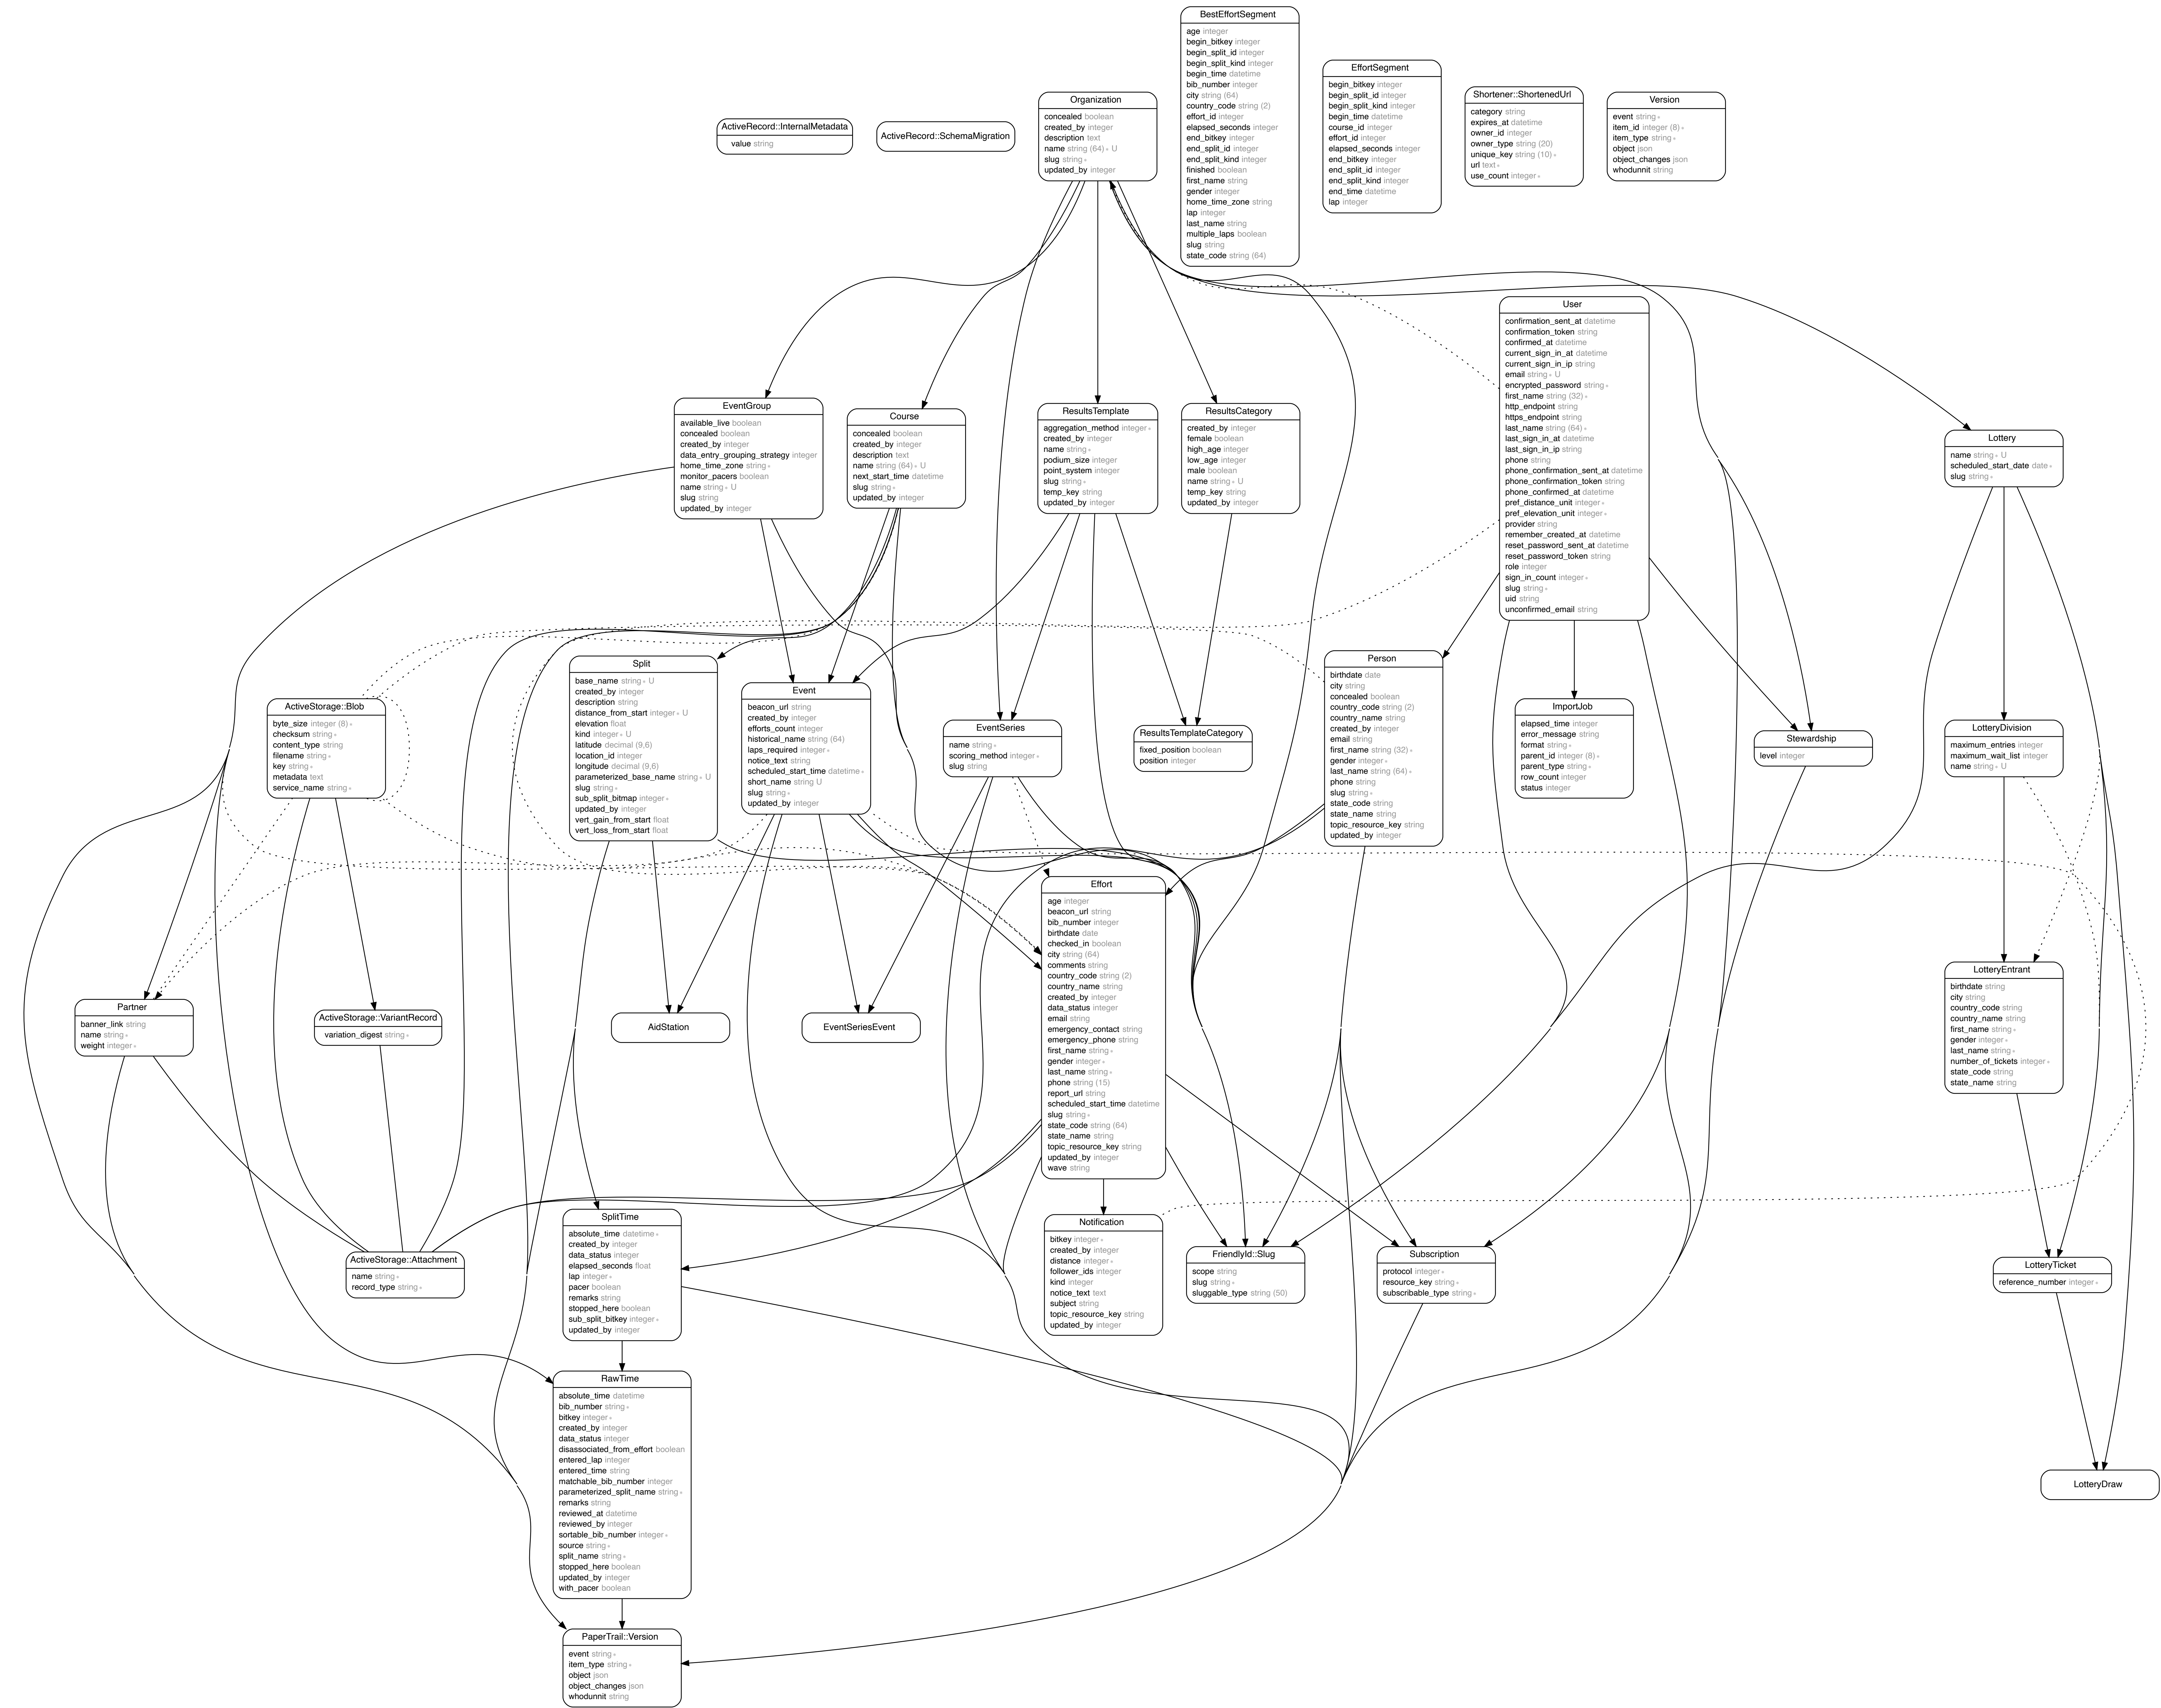 BestEffortSegment
age integer
begin_bitkey integer
begin_split_id integer
begin_split_kind integer
begin_time datetime
bib_number integer
city string (64)
country_code string (2)
effort_id integer
elapsed_seconds integer
end_bitkey integer
end_split_id integer
end_split_kind integer
finished boolean
first_name string
gender integer
home_time_zone string
lap integer
last_name string
multiple_laps boolean
slug string
state_code string (64)
EffortSegment
begin_bitkey integer
begin_split_id integer
begin_split_kind integer
begin_time datetime
course_id integer
effort_id integer
elapsed_seconds integer
end_bitkey integer
end_split_id integer
end_split_kind integer
end_time datetime
lap integer
Shortener::ShortenedUrl
category string
expires_at datetime
owner_id integer
owner_type string (20)
unique_key string (10) ∗
url text ∗
use_count integer ∗
Version
event string ∗
item_id integer (8) ∗
item_type string ∗
object json
object_changes json
whodunnit string
Organization
concealed boolean
created_by integer
description text
name string (64) ∗ U
slug string ∗
updated_by integer
ActiveRecord::InternalMetadata
value string
ActiveRecord::SchemaMigration
User
confirmation_sent_at datetime
confirmation_token string
confirmed_at datetime
current_sign_in_at datetime
current_sign_in_ip string
email string ∗ U
encrypted_password string ∗
first_name string (32) ∗
http_endpoint string
https_endpoint string
last_name string (64) ∗
last_sign_in_at datetime
last_sign_in_ip string
phone string
phone_confirmation_sent_at datetime
phone_confirmation_token string
phone_confirmed_at datetime
pref_distance_unit integer ∗
pref_elevation_unit integer ∗
provider string
remember_created_at datetime
reset_password_sent_at datetime
reset_password_token string
role integer
sign_in_count integer ∗
slug string ∗
uid string
unconfirmed_email string
EventGroup
available_live boolean
concealed boolean
created_by integer
data_entry_grouping_strategy integer
home_time_zone string ∗
monitor_pacers boolean
name string ∗ U
slug string
updated_by integer
Course
concealed boolean
created_by integer
description text
name string (64) ∗ U
next_start_time datetime
slug string ∗
updated_by integer
ResultsTemplate
aggregation_method integer ∗
created_by integer
name string ∗
podium_size integer
point_system integer
slug string ∗
temp_key string
updated_by integer
ResultsCategory
created_by integer
female boolean
high_age integer
low_age integer
male boolean
name string ∗ U
temp_key string
updated_by integer
Lottery
name string ∗ U
scheduled_start_date date ∗
slug string ∗
Split
base_name string ∗ U
created_by integer
description string
distance_from_start integer ∗ U
elevation float
kind integer ∗ U
latitude decimal (9,6)
location_id integer
longitude decimal (9,6)
parameterized_base_name string ∗ U
slug string ∗
sub_split_bitmap integer ∗
updated_by integer
vert_gain_from_start float
vert_loss_from_start float
Event
beacon_url string
created_by integer
efforts_count integer
historical_name string (64)
laps_required integer ∗
notice_text string
scheduled_start_time datetime ∗
short_name string U
slug string ∗
updated_by integer
ActiveStorage::Blob
byte_size integer (8) ∗
checksum string ∗
content_type string
filename string ∗
key string ∗
metadata text
service_name string ∗
EventSeries
name string ∗
scoring_method integer ∗
slug string
ResultsTemplateCategory
fixed_position boolean
position integer
Person
birthdate date
city string
concealed boolean
country_code string (2)
country_name string
created_by integer
email string
first_name string (32) ∗
gender integer ∗
last_name string (64) ∗
phone string
slug string ∗
state_code string
state_name string
topic_resource_key string
updated_by integer
ImportJob
elapsed_time integer
error_message string
format string ∗
parent_id integer (8) ∗
parent_type string ∗
row_count integer
status integer
Stewardship
level integer
LotteryDivision
maximum_entries integer
maximum_wait_list integer
name string ∗ U
Effort
age integer
beacon_url string
bib_number integer
birthdate date
checked_in boolean
city string (64)
comments string
country_code string (2)
country_name string
created_by integer
data_status integer
email string
emergency_contact string
emergency_phone string
first_name string ∗
gender integer ∗
last_name string ∗
phone string (15)
report_url string
scheduled_start_time datetime
slug string ∗
state_code string (64)
state_name string
topic_resource_key string
updated_by integer
wave string
Partner
banner_link string
name string ∗
weight integer ∗
ActiveStorage::VariantRecord
variation_digest string ∗
AidStation
EventSeriesEvent
LotteryEntrant
birthdate string
city string
country_code string
country_name string
first_name string ∗
gender integer ∗
last_name string ∗
number_of_tickets integer ∗
state_code string
state_name string
SplitTime
absolute_time datetime ∗
created_by integer
data_status integer
elapsed_seconds float
lap integer ∗
pacer boolean
remarks string
stopped_here boolean
sub_split_bitkey integer ∗
updated_by integer
ActiveStorage::Attachment
name string ∗
record_type string ∗
Notification
bitkey integer ∗
created_by integer
distance integer ∗
follower_ids integer
kind integer
notice_text text
subject string
topic_resource_key string
updated_by integer
FriendlyId::Slug
scope string
slug string ∗
sluggable_type string (50)
Subscription
protocol integer ∗
resource_key string ∗
subscribable_type string ∗
LotteryTicket
reference_number integer ∗
RawTime
absolute_time datetime
bib_number string ∗
bitkey integer ∗
created_by integer
data_status integer
disassociated_from_effort boolean
entered_lap integer
entered_time string
matchable_bib_number integer
parameterized_split_name string ∗
remarks string
reviewed_at datetime
reviewed_by integer
sortable_bib_number integer ∗
source string ∗
split_name string ∗
stopped_here boolean
updated_by integer
with_pacer boolean
LotteryDraw
PaperTrail::Version
event string ∗
item_type string ∗
object json
object_changes json
whodunnit string